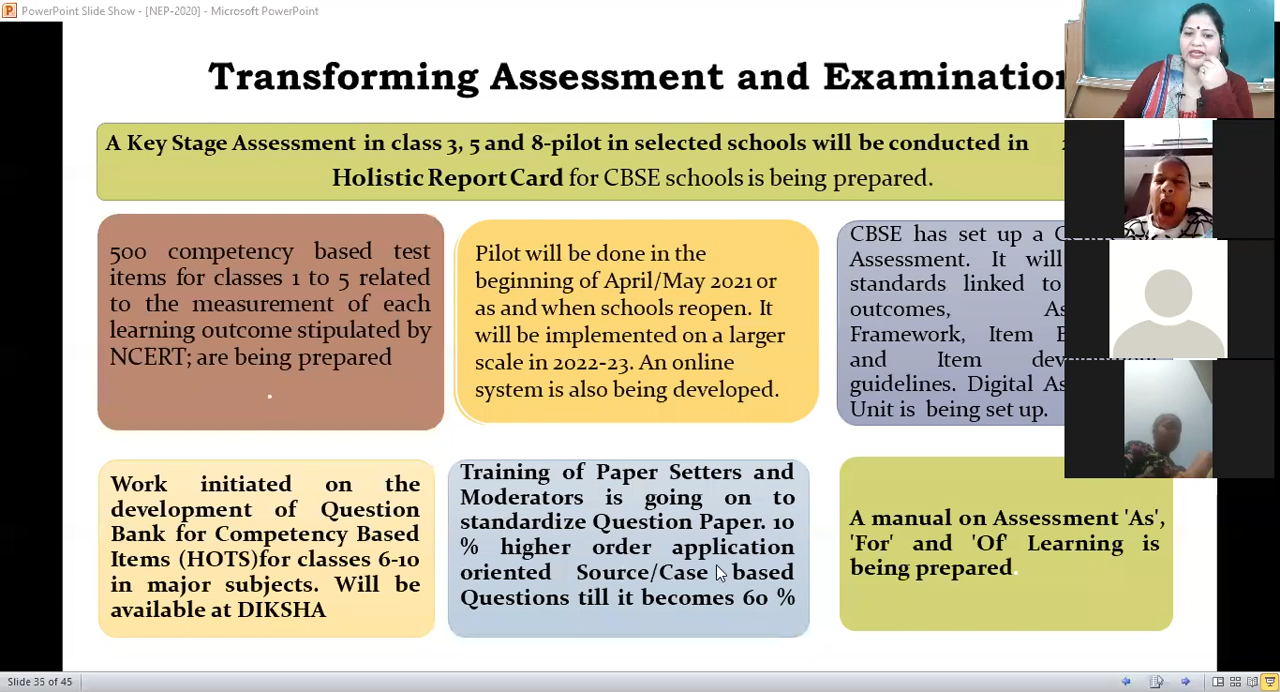 PowerPoint Slide Show - [NEP-2020] - Microsoft PowerPoint
Transforming Assessment and Examination
A Key Stage Assessment in class 3, 5 and 8-pilot in selected schools will be conducted in
Holistic Report Card for CBSE schools is being prepared.
500 competency based test
items for classes 1 to 5 related
to the measurement of each
learning outcome stipulated by
NCERT; are being prepared
.
Pilot will be done in the
beginning of April/May 2021 or
as and when schools reopen. It
will be implemented on a larger
scale in 2022-23. An online
system is also being developed.
CBSE has set up a
Assessment. It will
standards linked to
outcomes,
Framework, Item
and Item
guidelines. Digital
Unit is being set up.
Work initiated on the
development of Question
Bank for Competency Based
Items (HOTS)for classes 6-10
in major subjects. Will be
available at DIKSHA
Training of Paper Setters and
Moderators is going on to
standardize Question Paper. 10
% higher order application
oriented Source/Case based
Questions till it becomes 60 %
A manual on Assessment 'As',
'For' and 'Of' Learning is
being prepared.
Slide 35 of 45